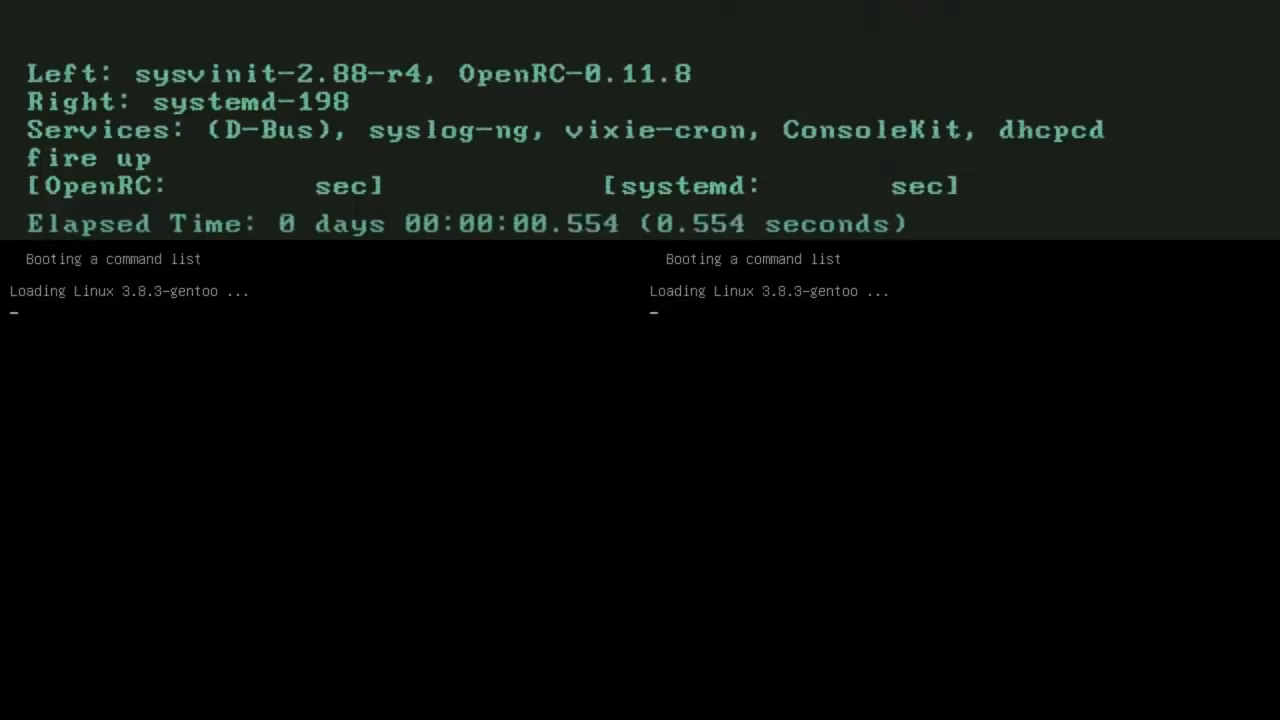 Left: sysvinit-2.88-r4, OpenRC-0.11.8
Right: systemd-198
Services: (D-Bus), syslog-ng, vixie-cron, ConsoleKit, dhcpcd
fire up
[OpenRC: sec] [systemd: sec]
Elapsed Time: 0 days 00:00:00.554 (0.554 seconds)
Booting a command list
Loading Linux 3.8.3-gentoo ...
Booting a command list
Loading Linux 3.8.3-gentoo ...